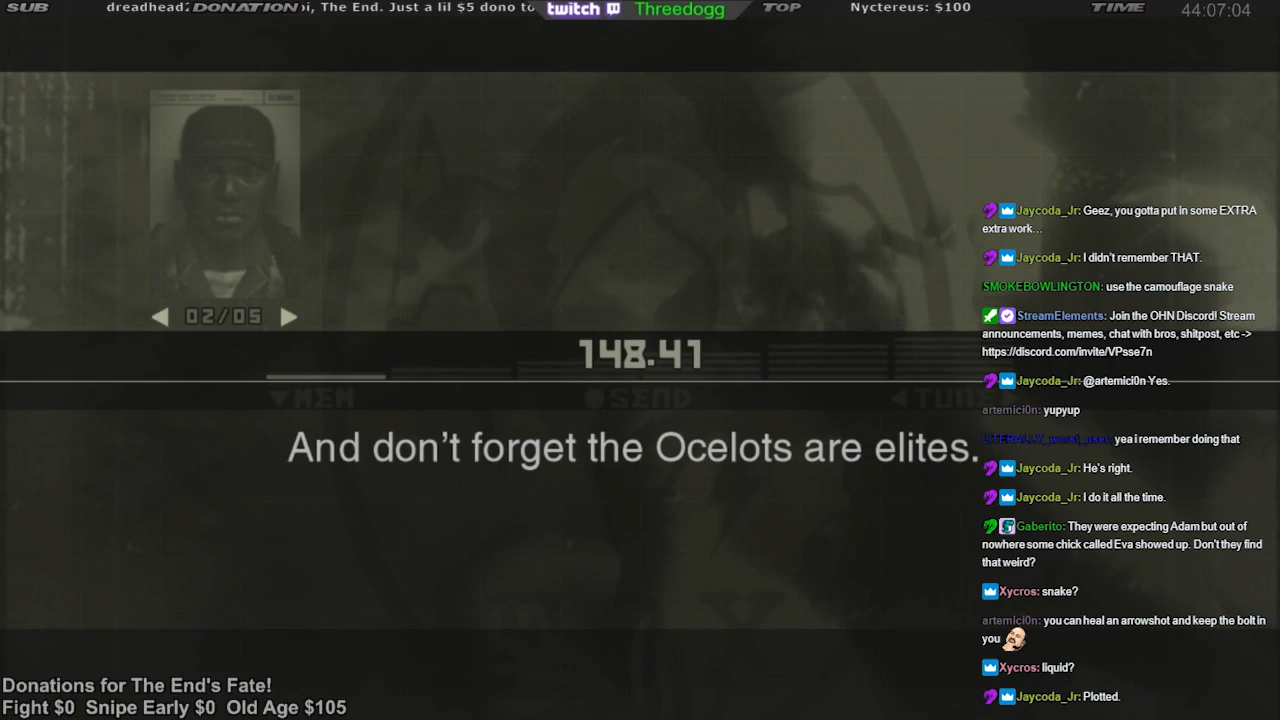 SUB dreadhead2 DONATION bi, The End. Just a lil $5 dono to twitch Threedogg TOP Nyctereus: $100 TIME 44:07:04
02/05
148.41
MEM SEND TUNE
And don't forget the Ocelots are elites.
Jaycoda_Jr: Geez, you gotta put in some EXTRA
extra work...
Jaycoda_Jr: I didn't remember THAT.
SMOKEBOWLINGTON: use the camouflage snake
StreamElements: Join the OHN Discord! Stream
announcements, memes, chat with bros, shitpost, etc ->
https://discord.com/invite/VPsse7n
Jaycoda_Jr: @artemici0n Yes.
artemici0n: yupyup
LITERALLY_worst_user: yea i remember doing that
Jaycoda_Jr: He's right.
Jaycoda_Jr: I do it all the time.
Gaberito: They were expecting Adam but out of
nowhere some chick called Eva showed up. Don't they find
that weird?
Xycros: snake?
artemici0n: you can heal an arrowshot and keep the bolt in
you
Xycros: liquid?
Jaycoda_Jr: Plotted.
Donations for The End's Fate!
Fight $0 Snipe Early $0 Old Age $105